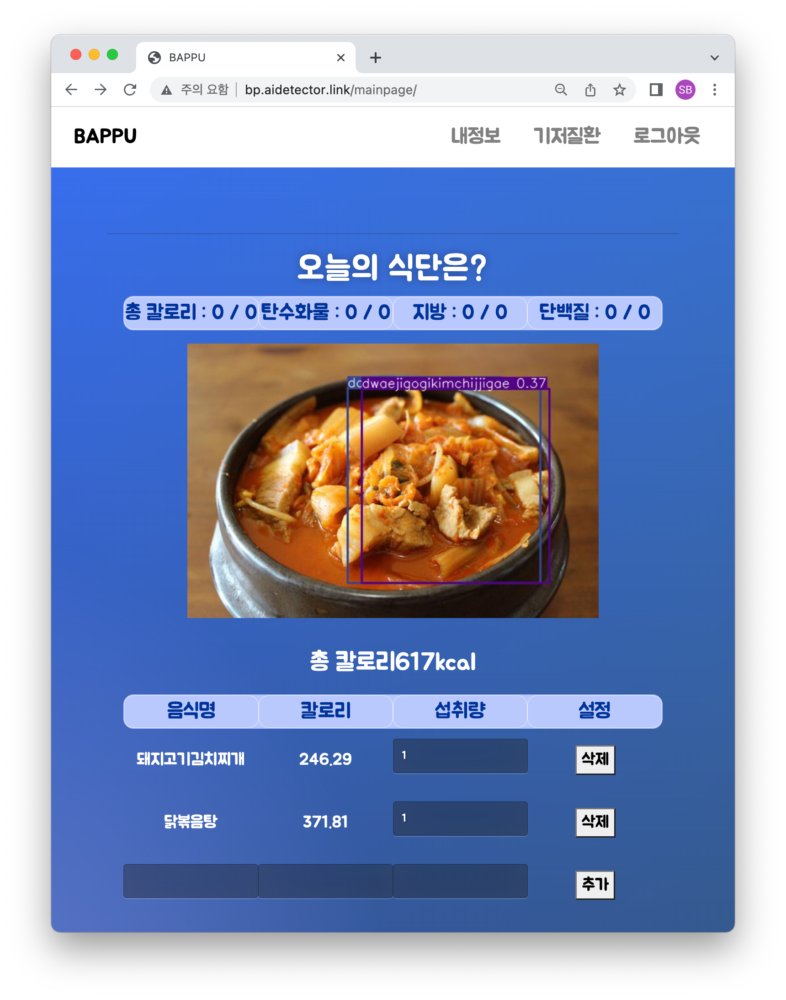 BAPPU
주의 요함 bp.aidetector.link/mainpage/ SB
BAPPU 내정보 기저질환 로그아웃
오늘의 식단은?
총 칼로리 : 0 / 0 탄수화물 : 0 / 0 지방 : 0 / 0 단백질 : 0 / 0
dwaejigogikimchijjigae 0.37
총 칼로리617kcal
음식명 칼로리 섭취량 설정
돼지고기김치찌개 246.29 1 삭제
닭볶음탕 371.81 1 삭제
추가